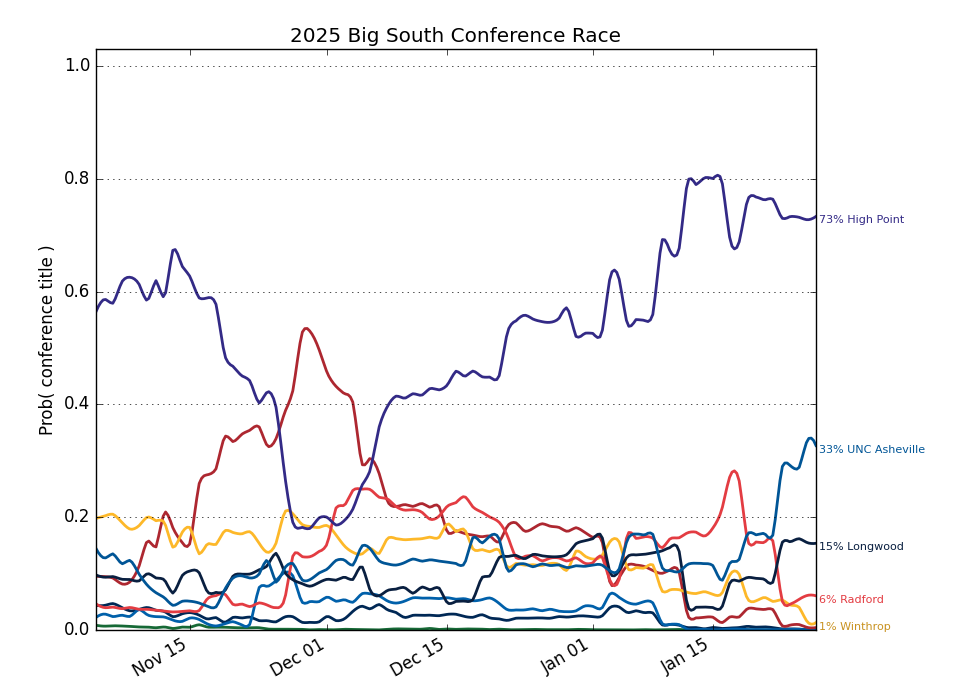 2025 Big South Conference Race
Prob( conference title )
1.0
0.8
0.6
0.4
0.2
0.0
Nov 15
Dec 01
Dec 15
Jan 01
Jan 15
73% High Point
33% UNC Asheville
15% Longwood
6% Radford
1% Winthrop